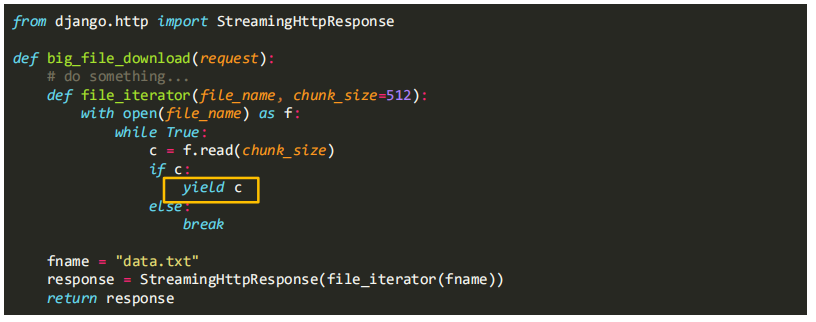 from django.http import StreamingHttpResponse
def big_file_download(request):
# do something...
def file_iterator(file_name, chunk_size=512):
with open(file_name) as f:
while True:
c = f.read(chunk_size)
if c:
yield c
else:
break
fname = "data.txt"
response = StreamingHttpResponse(file_iterator(fname))
return response